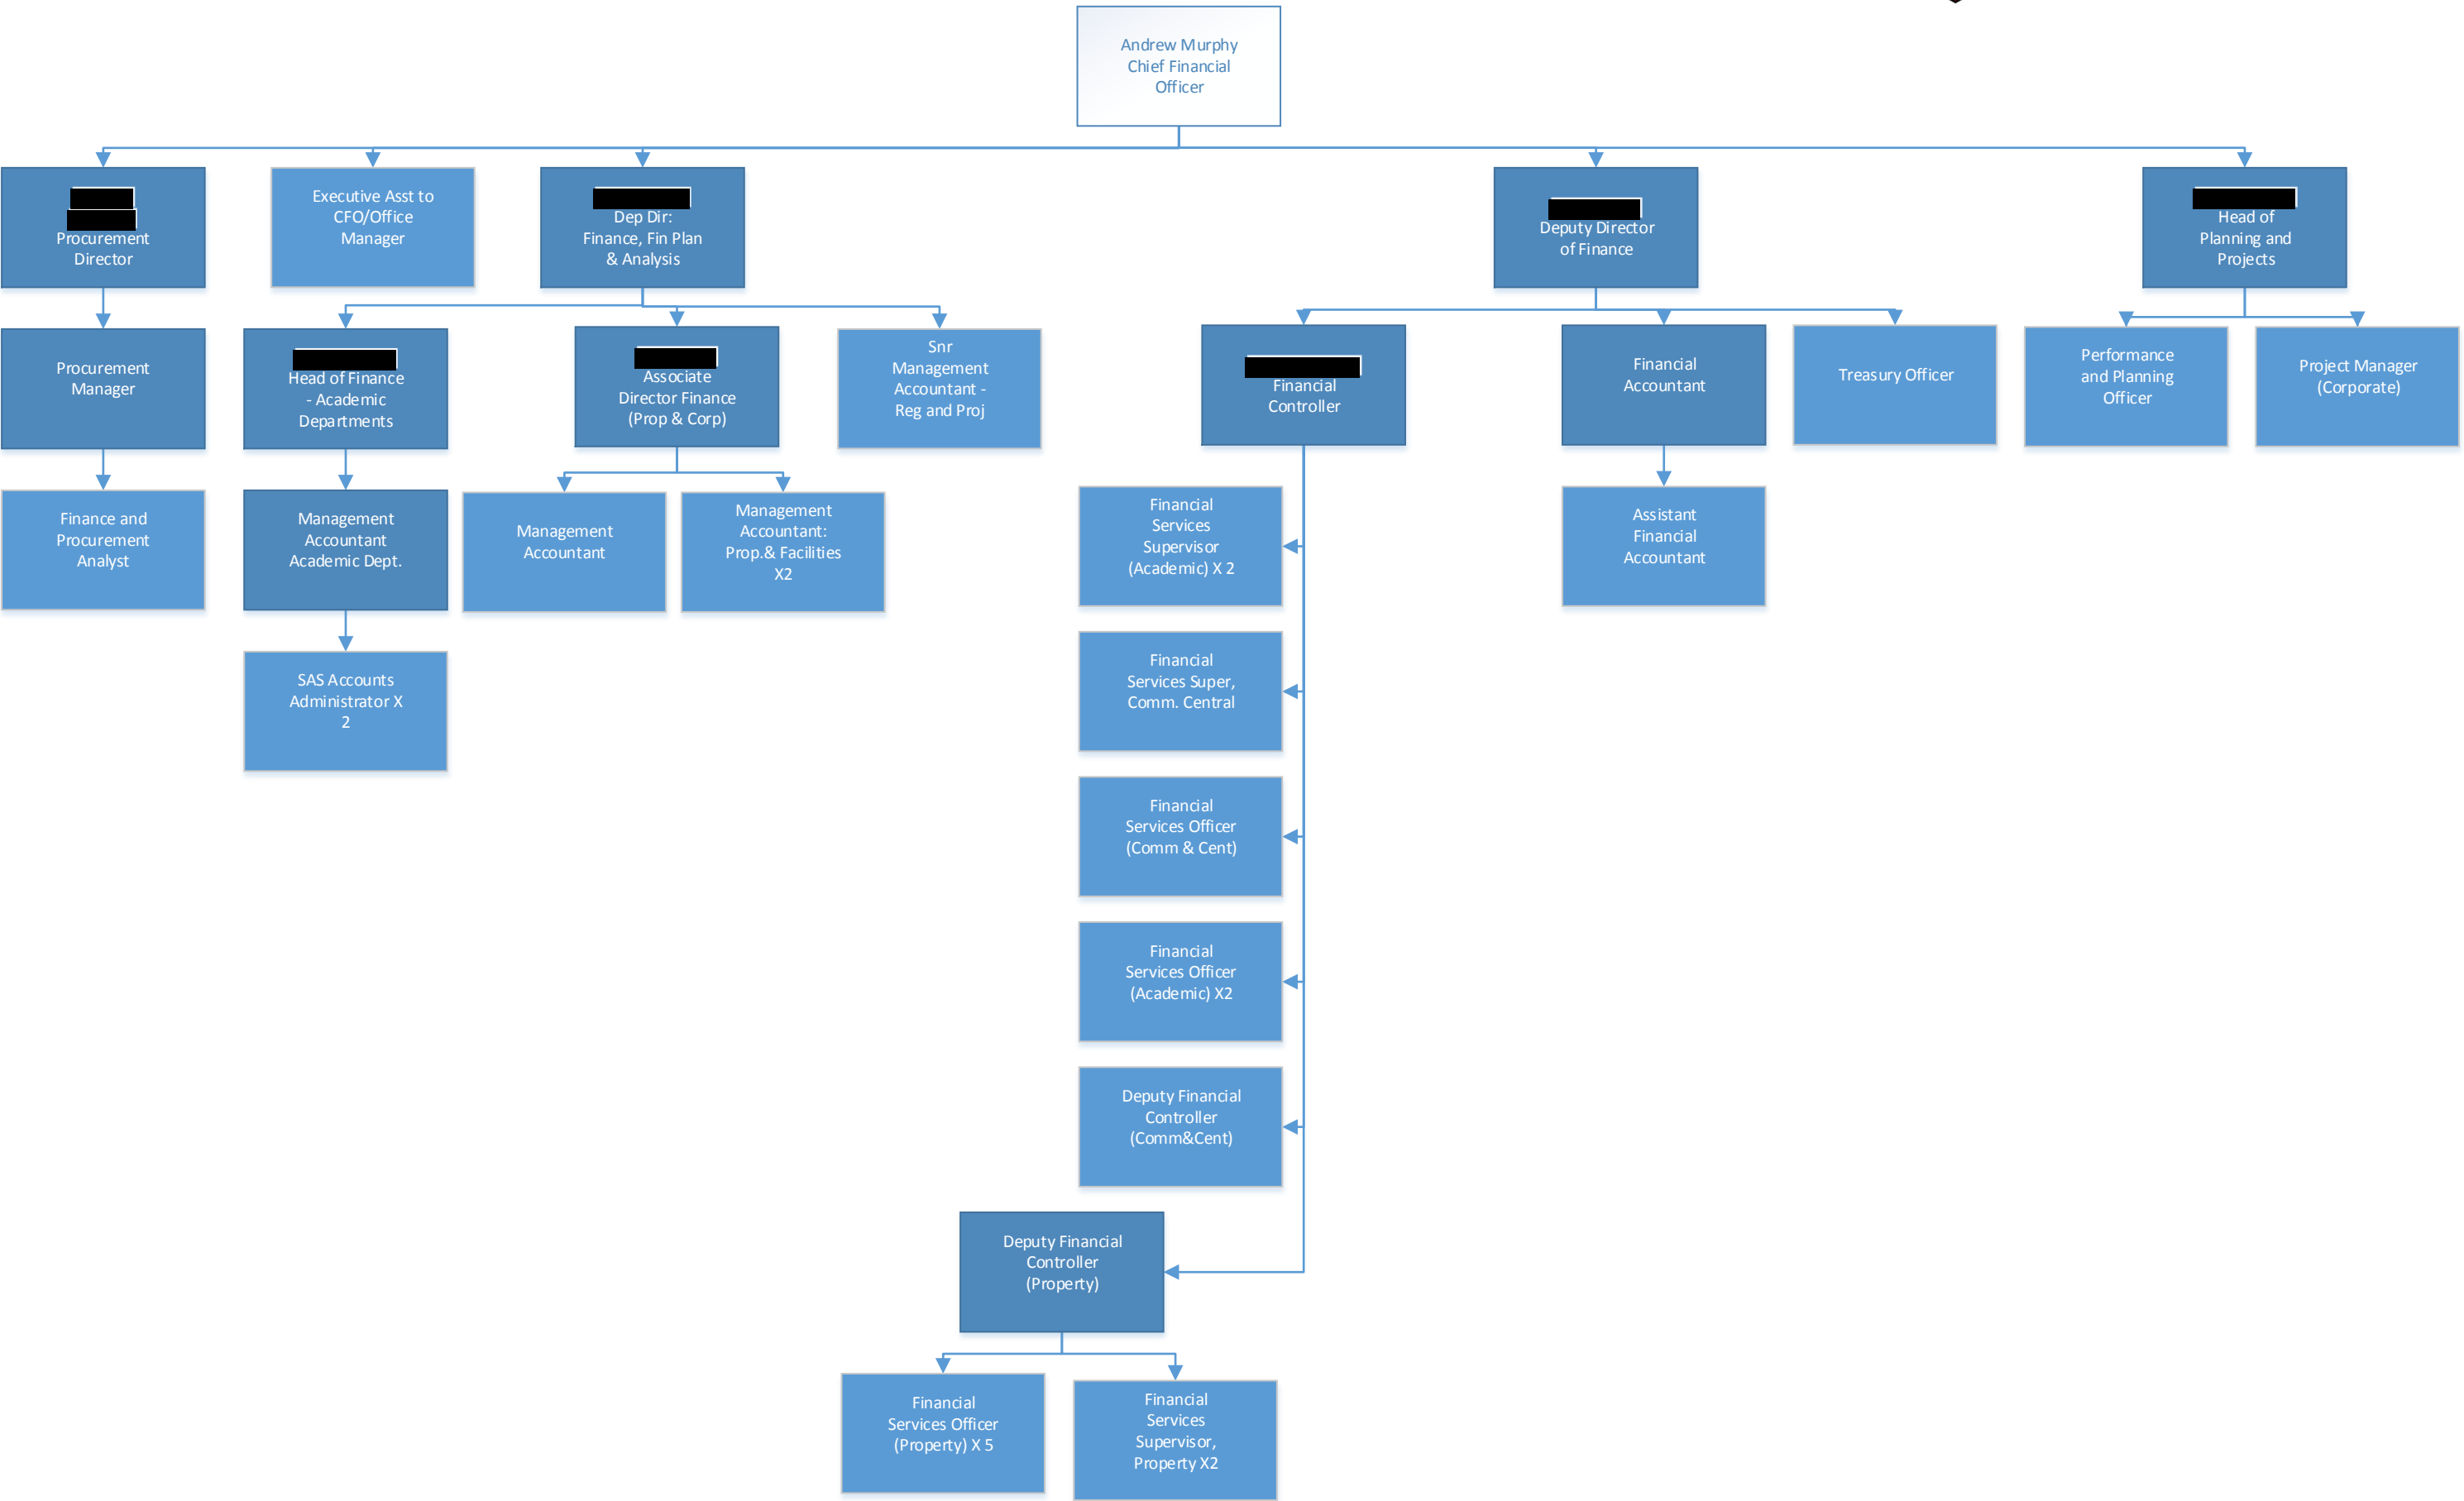 Andrew Murphy
Chief Financial
Officer
Procurement
Director
Executive Asst to
CFO/Office
Manager
Dep Dir:
Finance, Fin Plan
& Analysis
Deputy Director
of Finance
Head of
Planning and
Projects
Procurement
Manager
Head of Finance
- Academic
Departments
Associate
Director Finance
(Prop & Corp)
Snr
Management
Accountant -
Reg and Proj
Financial
Controller
Financial
Accountant
Treasury Officer
Performance
and Planning
Officer
Project Manager
(Corporate)
Finance and
Procurement
Analyst
Management
Accountant
Academic Dept.
Management
Accountant
Management
Accountant:
Prop.& Facilities
X2
Financial
Services
Supervisor
(Academic) X 2
Assistant
Financial
Accountant
SAS Accounts
Administrator X
2
Financial
Services Super,
Comm. Central
Financial
Services Officer
(Comm & Cent)
Financial
Services Officer
(Academic) X2
Deputy Financial
Controller
(Comm&Cent)
Deputy Financial
Controller
(Property)
Financial
Services Officer
(Property) X 5
Financial
Services
Supervisor,
Property X2